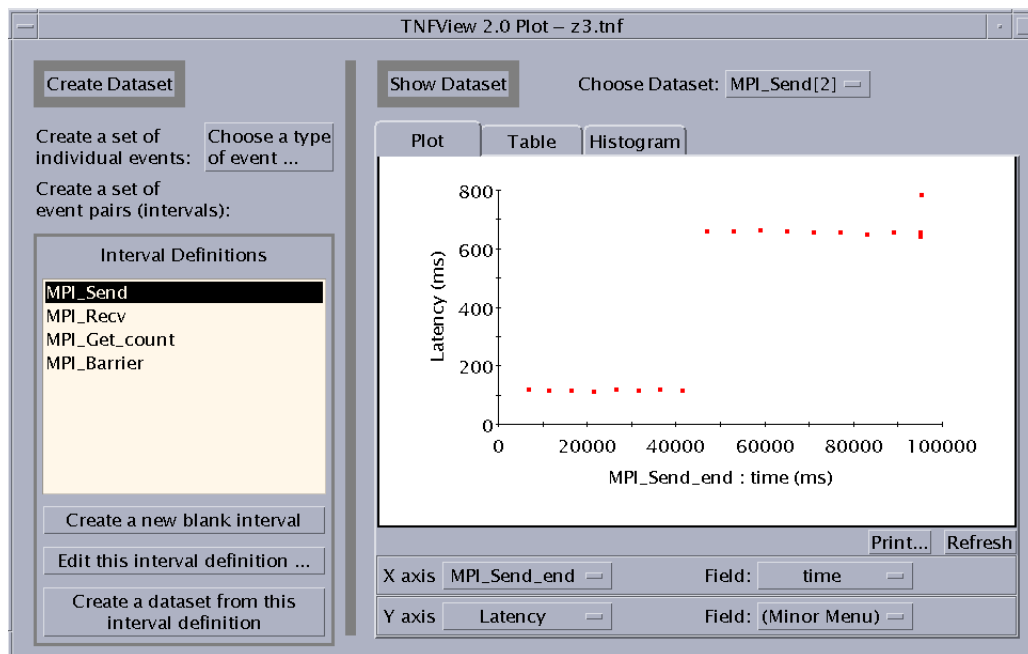 TNFView 2.0 Plot – z3.tnf
Create Dataset
Create a set of
individual events:
Choose a type
of event ...
Create a set of
event pairs (intervals):
Interval Definitions
MPI_Send
MPI_Recv
MPI_Get_count
MPI_Barrier
Create a new blank interval
Edit this interval definition ...
Create a dataset from this
interval definition
Show Dataset
Choose Dataset: MPI_Send[2]
Plot
Table
Histogram
800
600
400
200
0
Latency (ms)
0 20000 40000 60000 80000 100000
MPI_Send_end : time (ms)
Print...
Refresh
X axis MPI_Send_end Field: time
Y axis Latency Field: (Minor Menu)